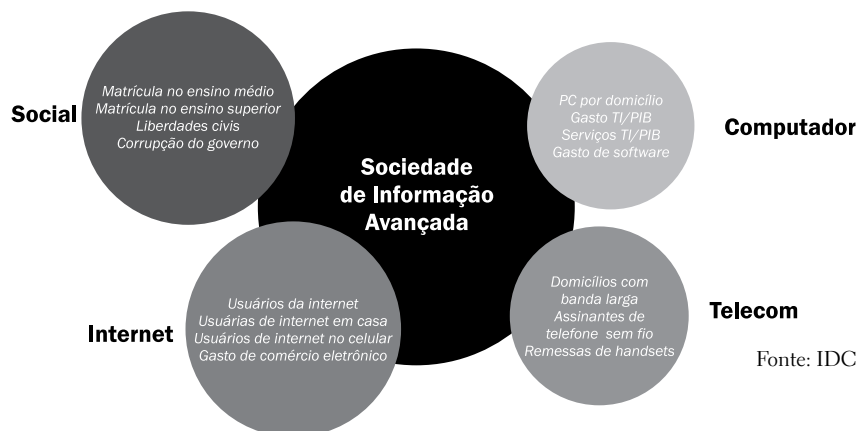 Social
Matrícula no ensino médio
Matrícula no ensino superior
Liberdades civis
Corrupção do governo
Sociedade
de Informação
Avançada
PC por domicílio
Gasto TI/PIB
Serviços TI/PIB
Gasto de software
Computador
Internet
Usuários da internet
Usuárias de internet em casa
Usuários de internet no celular
Gasto de comércio eletrônico
Domicílios com
banda larga
Assinantes de
telefone sem fio
Remessas de handsets
Telecom
Fonte: IDC